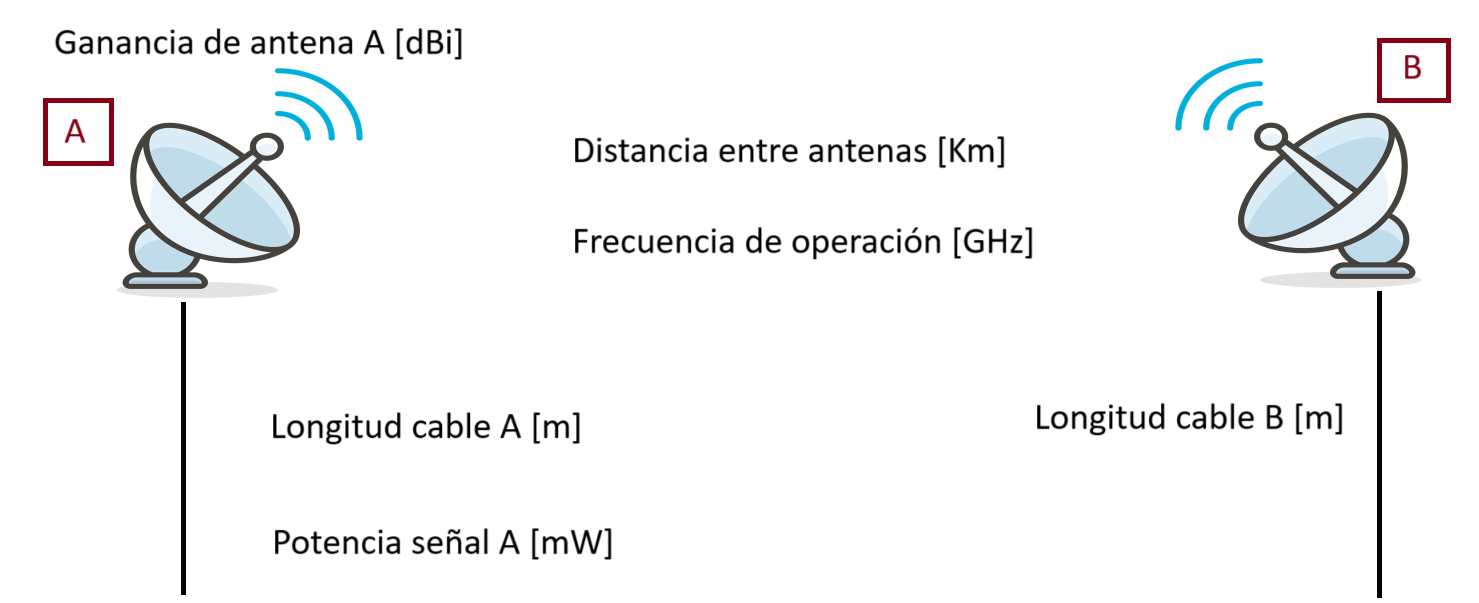 Ganancia de antena A [dBi]
A
B
Distancia entre antenas [Km]
Frecuencia de operación [GHz]
Longitud cable A [m]
Longitud cable B [m]
Potencia señal A [mW]